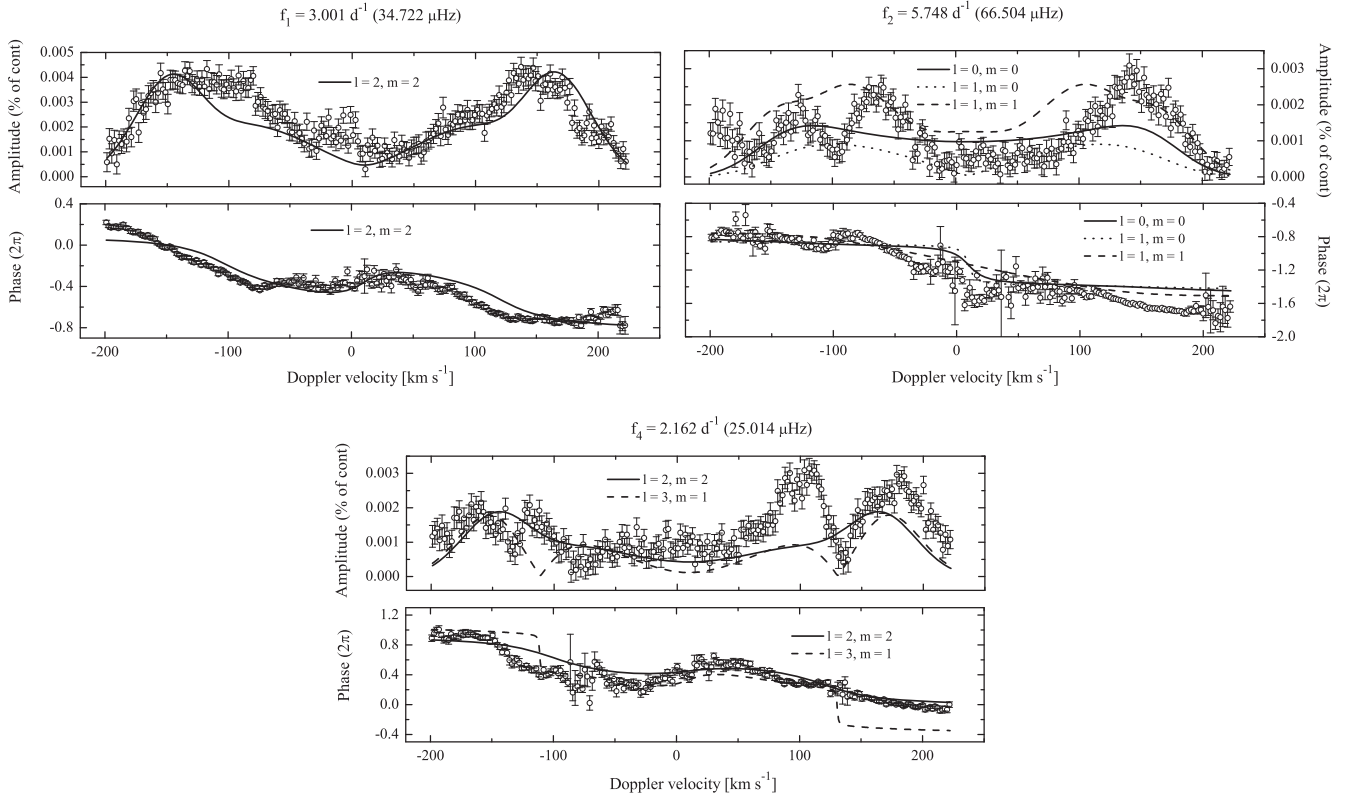 f1 = 3.001 d-1 (34.722 μHz)
Amplitude (% of cont)
0.005
0.004
0.003
0.002
0.001
0.000
l = 2, m = 2
Phase (2π)
0.4
0.0
-0.4
-0.8
l = 2, m = 2
-200 -100 0 100 200
Doppler velocity [km s-1]
f2 = 5.748 d-1 (66.504 μHz)
l = 0, m = 0
l = 1, m = 0
l = 1, m = 1
0.003
0.002
0.001
0.000
Amplitude (% of cont)
l = 0, m = 0
l = 1, m = 0
l = 1, m = 1
-0.4
-0.8
-1.2
-1.6
-2.0
Phase (2π)
-200 -100 0 100 200
Doppler velocity [km s-1]
f4 = 2.162 d-1 (25.014 μHz)
Amplitude (% of cont)
0.003
0.002
0.001
0.000
l = 2, m = 2
l = 3, m = 1
Phase (2π)
1.2
0.8
0.4
0.0
-0.4
l = 2, m = 2
l = 3, m = 1
-200 -100 0 100 200
Doppler velocity [km s-1]